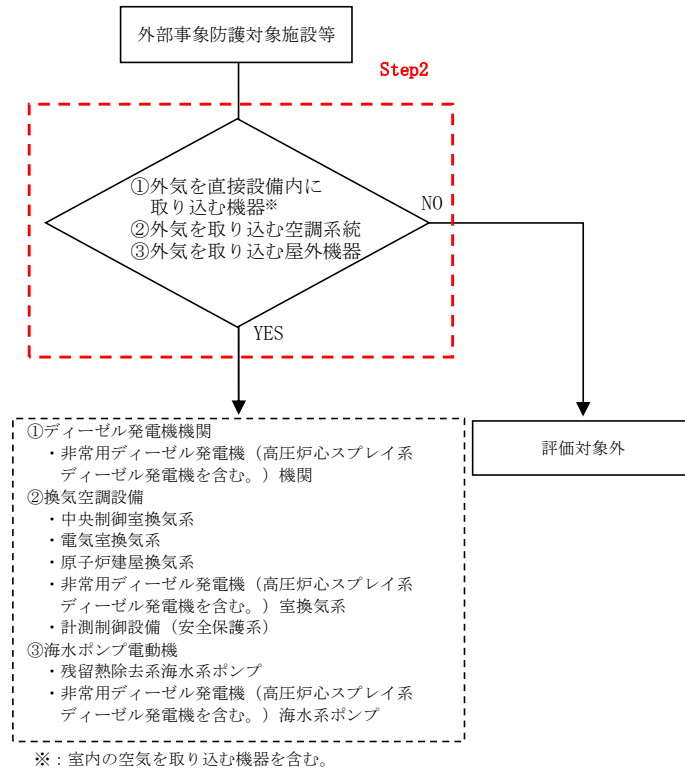 外部事象防護対象施設等
Step2
①外気を直接設備内に
取り込む機器※
②外気を取り込む空調系統
③外気を取り込む屋外機器
NO
YES
①ディーゼル発電機機関
・非常用ディーゼル発電機（高圧炉心スプレイ系
ディーゼル発電機を含む。）機関
②換気空調設備
・中央制御室換気系
・電気室換気系
・原子炉建屋換気系
・非常用ディーゼル発電機（高圧炉心スプレイ系
ディーゼル発電機を含む。）室換気系
・計測制御設備（安全保護系）
③海水ポンプ電動機
・残留熱除去系海水系ポンプ
・非常用ディーゼル発電機（高圧炉心スプレイ系
ディーゼル発電機を含む。）海水系ポンプ
評価対象外
※：室内の空気を取り込む機器を含む。